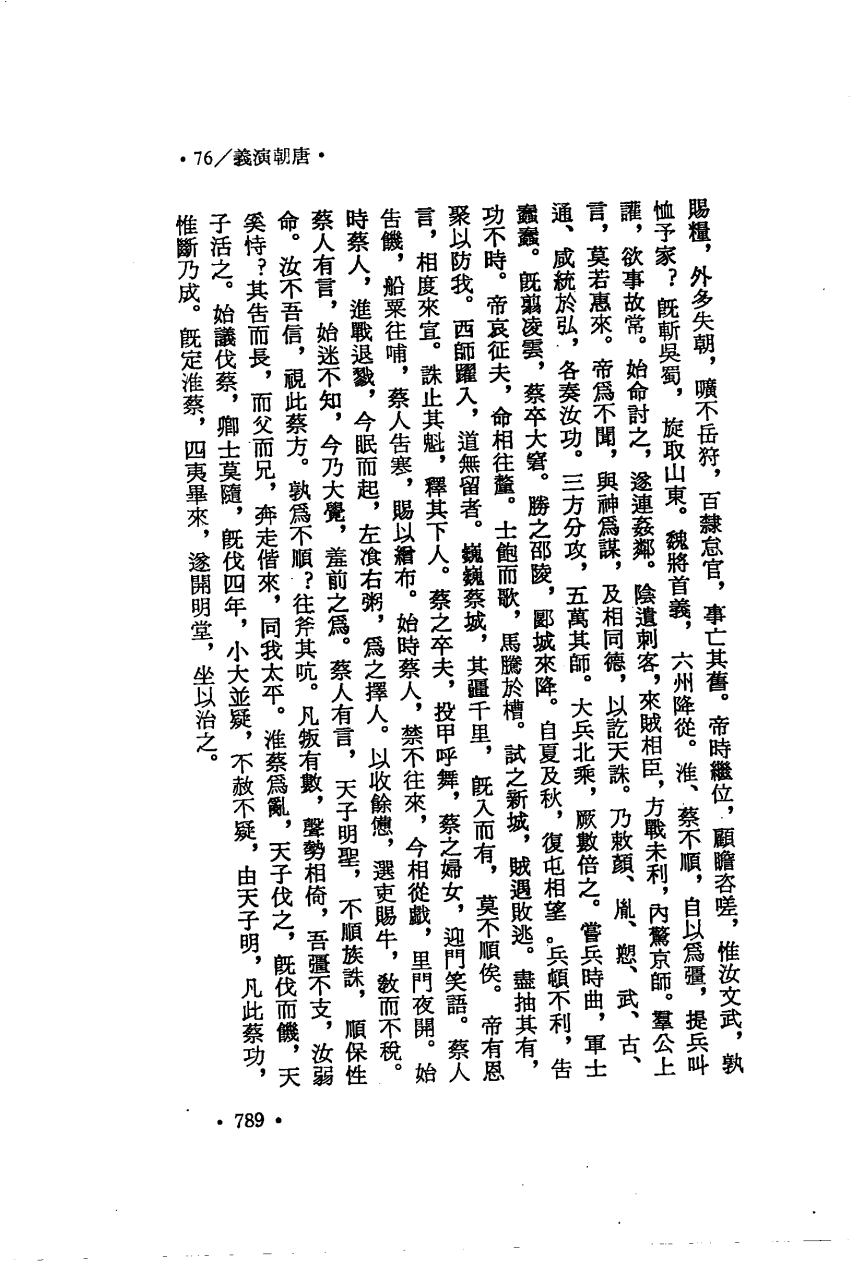 •76／義演朝唐•
賜糧，外多失朝，曠不岳狩，百隸怠官，事亡其舊。帝時繼位，顧瞻咨嗟，惟汝文武，孰
恤予家？旣斬吳蜀，旋取山東。魏將首義，六州降從。淮、蔡不順，自以爲彊，提兵叫
讙，欲事故常。始命討之，遂連姦鄰。陰遣刺客，來賊相臣，方戰未利，內驚京師。羣公上
言，莫若惠來。帝爲不聞，與神爲謀，及相同德，以訖天誅。乃敕顏、胤、愬、武、古、
通、咸統於弘，各奏汝功。三方分攻，五萬其師。大兵北乘，厥數倍之。嘗兵時曲，軍士
蠢蠢。旣翦凌雲，蔡卒大窘。勝之邵陵，郾城來降。自夏及秋，復屯相望。兵頓不利，告
功不時。帝哀征夫，命相往釐。士飽而歌，馬騰於槽。試之新城，賊遇敗逃。盡抽其有，
聚以防我。西師躍入，道無留者。巍巍蔡城，其疆千里，旣入而有，莫不順俟。帝有恩
言，相度來宣。誅止其魁，釋其下人。蔡之卒夫，投甲呼舞，蔡之婦女，迎門笑語。蔡人
告饑，船粟往哺，蔡人告寒，賜以繒布。始時蔡人，禁不往來，今相從戲，里門夜開。始
時蔡人，進戰退戮，今眠而起，左飡右粥，爲之擇人。以收餘憊，選吏賜牛，敎而不稅。
蔡人有言，始迷不知，今乃大覺，羞前之爲。蔡人有言，天子明聖，不順族誅，順保性
命。汝不吾信，視此蔡方。孰爲不順？往斧其吭。凡叛有數，聲勢相倚，吾彊不支，汝弱
奚恃？其告而長，而父而兄，奔走偕來，同我太平。淮蔡爲亂，天子伐之，旣伐而饑，天
子活之。始議伐蔡，卿士莫隨，旣伐四年，小大並疑，不赦不疑，由天子明，凡此蔡功，
惟斷乃成。旣定淮蔡，四夷畢來，遂開明堂，坐以治之。
•789•